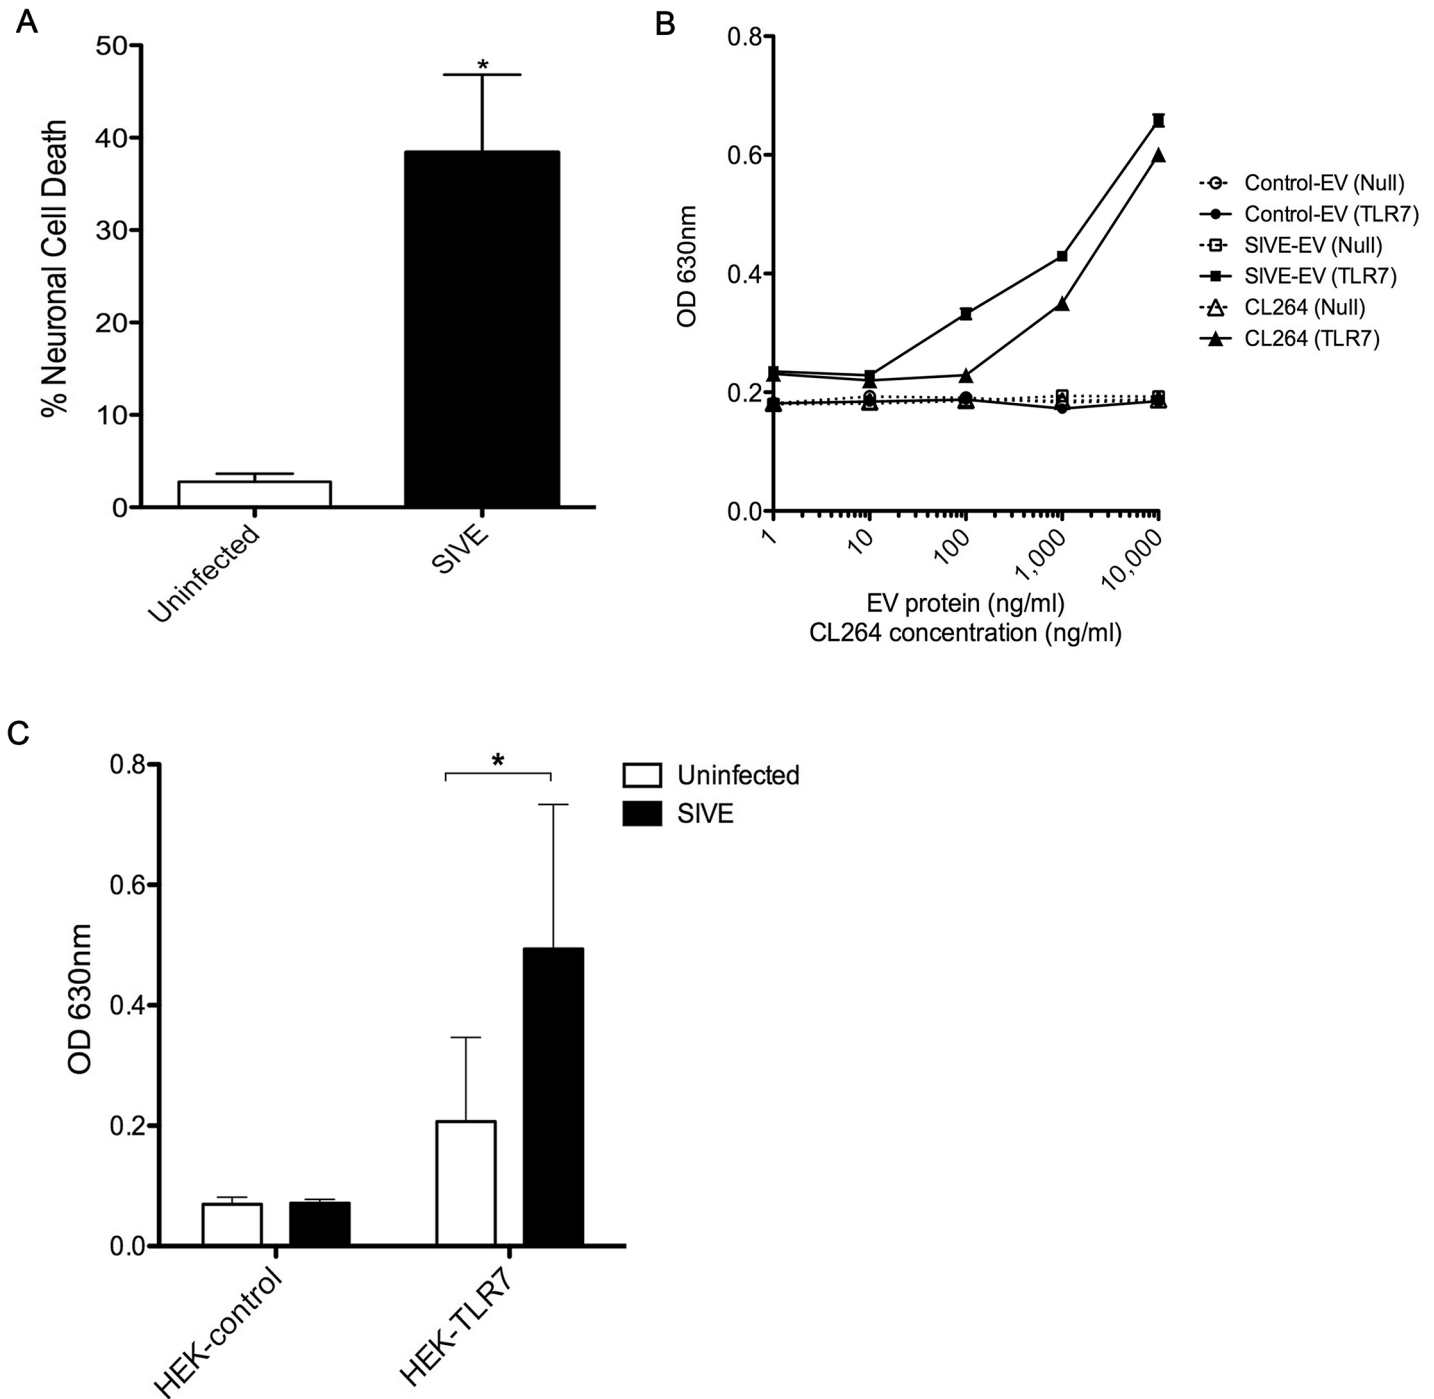 A
50
40
30
20
10
0
% Neuronal Cell Death
*
Uninfected
SIVE
B
0.8
0.6
0.4
0.2
0.0
OD 630nm
1
10
100
1,000
10,000
EV protein (ng/ml)
CL264 concentration (ng/ml)
Control-EV (Null)
Control-EV (TLR7)
SIVE-EV (Null)
SIVE-EV (TLR7)
CL264 (Null)
CL264 (TLR7)
C
0.8
0.6
0.4
0.2
0.0
OD 630nm
*
HEK-control
HEK-TLR7
Uninfected
SIVE